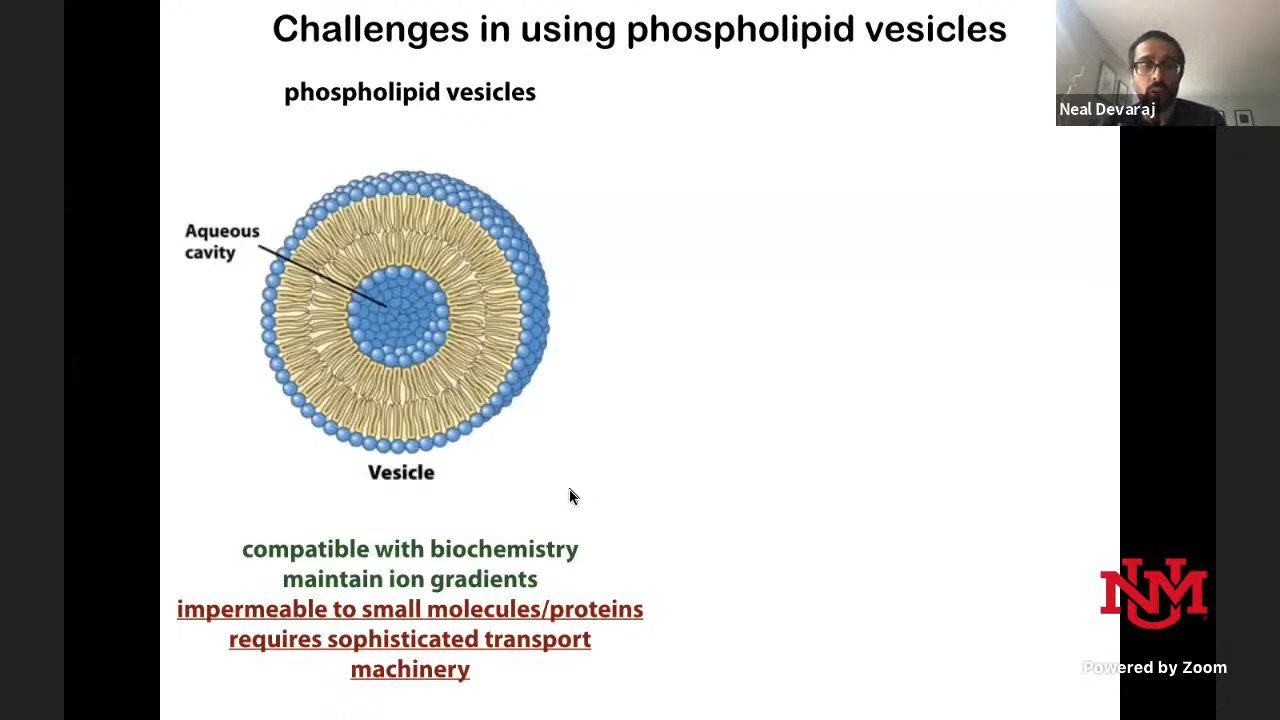 Challenges in using phospholipid vesicles
phospholipid vesicles
Neal Devaraj
Aqueous
cavity
Vesicle
compatible with biochemistry
maintain ion gradients
impermeable to small molecules/proteins
requires sophisticated transport
machinery
UNM
Powered by Zoom